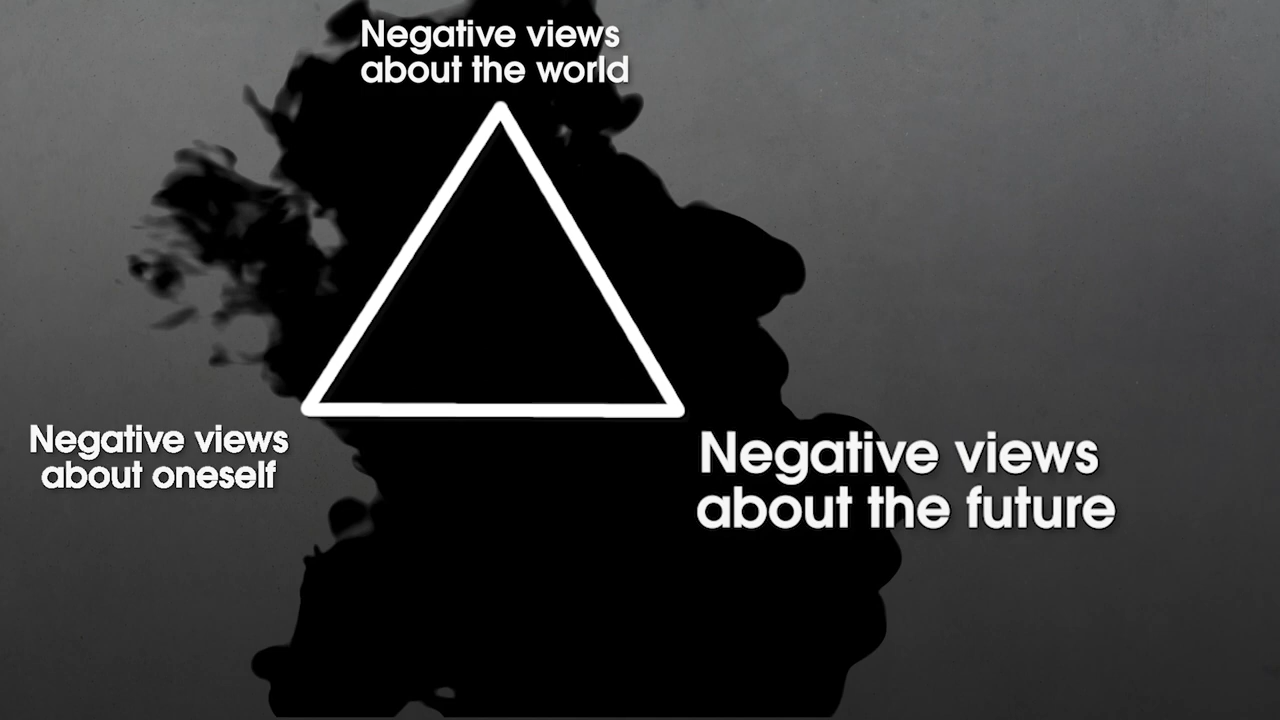 Negative views
about the world
Negative views
about oneself
Negative views
about the future